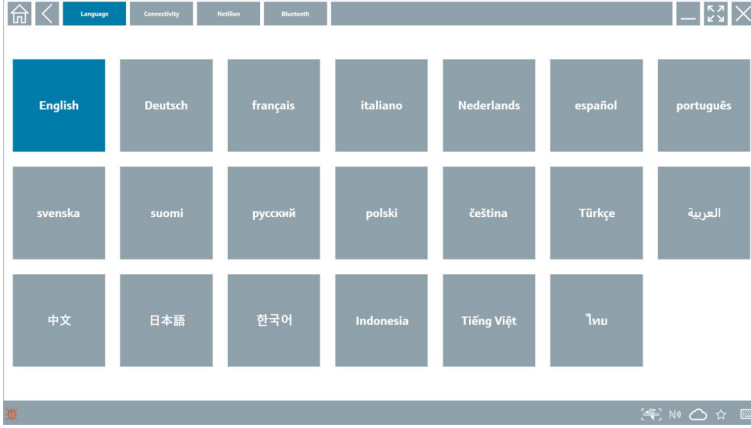 Language Connectivity Netilion Bluetooth
English Deutsch français italiano Nederlands español português
svenska suomi русский polski čeština Türkçe العربية
中文 日本語 한국어 Indonesia Tiếng Việt ไทย